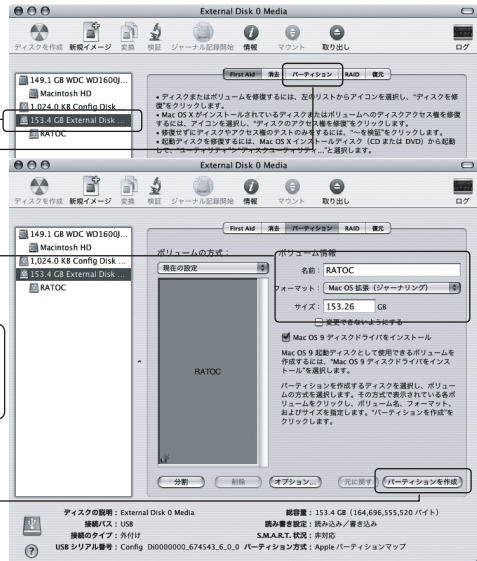 External Disk 0 Media
ディスクを作成 新規イメージ 変換 検証 ジャーナル記録開始 情報 マウント 取り出し ログ
149.1 GB WDC WD1600J...
Macintosh HD
1,024.0 KB Config Disk ...
153.4 GB External Disk ...
RATOC
First Aid 消去 パーティション RAID 復元
• ディスクまたはボリュームを修復するには、左のリストからアイコンを選択し、“ディスクを修
復”をクリックします。
• Mac OS X がインストールされているディスクまたはボリュームへのディスクアクセス権を修復
するには、アイコンを選択し、“ディスクのアクセス権を修復”をクリックします。
• 修復せずにディスクやアクセス権のテストのみをするには、“〜を検証”をクリックします。
• 起動ディスクを修復するには、Mac OS X インストールディスク（CD または DVD）から起動
して、“ユーティリティ”>“ディスクユーティリティ...”と選択します。
External Disk 0 Media
ディスクを作成 新規イメージ 変換 検証 ジャーナル記録開始 情報 マウント 取り出し ログ
149.1 GB WDC WD1600J...
Macintosh HD
1,024.0 KB Config Disk ...
153.4 GB External Disk ...
RATOC
First Aid 消去 パーティション RAID 復元
ボリュームの方式：
現在の設定
RATOC
ボリューム情報
名前： RATOC
フォーマット： Mac OS 拡張（ジャーナリング）
サイズ： 153.26 GB
変更できないようにする
Mac OS 9 ディスクドライバをインストール
Mac OS 9 起動ディスクとして使用できるボリュームを
作成するには、“Mac OS 9 ディスクドライバをインス
トール”を選択します。
パーティションを作成するディスクを選択し、ボリュー
ムの方式を選択します。その方式で表示されている各ボ
リュームをクリックし、ボリューム名、フォーマット、
およびサイズを指定します。“パーティションを作成”を
クリックします。
分割 削除 オプション... 元に戻す パーティションを作成
ディスクの説明：External Disk 0 Media 総容量：153.4 GB（164,696,555,520 バイト）
接続バス：USB 読み書き設定：読み込み／書き込み
接続のタイプ：外付け S.M.A.R.T. 状況：非対応
USB シリアル番号：Config Di0000000_674543_6_0_0 パーティション方式：Apple パーティションマップ